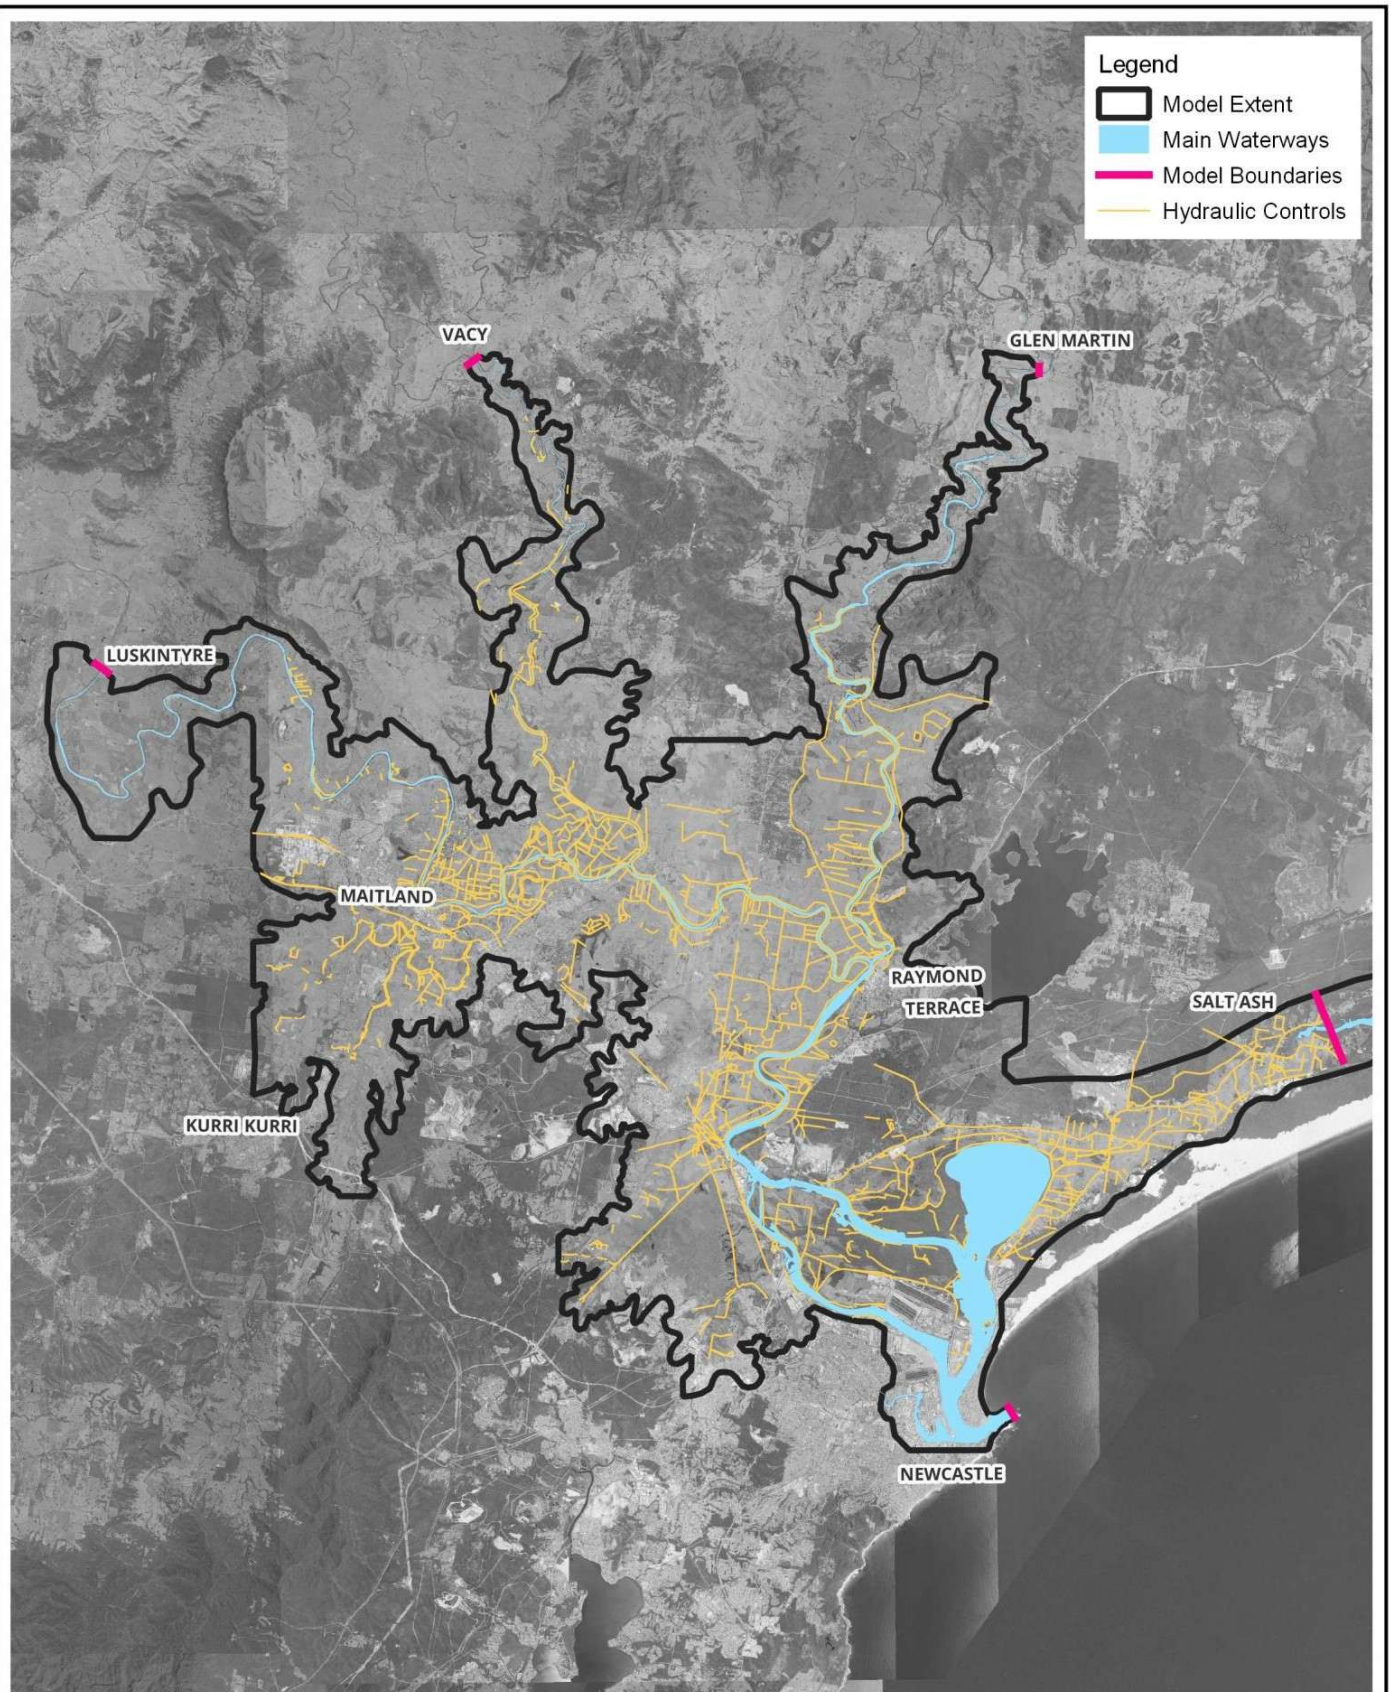 Legend
Model Extent
Main Waterways
Model Boundaries
Hydraulic Controls
VACY
GLEN MARTIN
LUSKINTYRE
MAITLAND
RAYMOND
TERRACE
SALT ASH
KURRI KURRI
NEWCASTLE